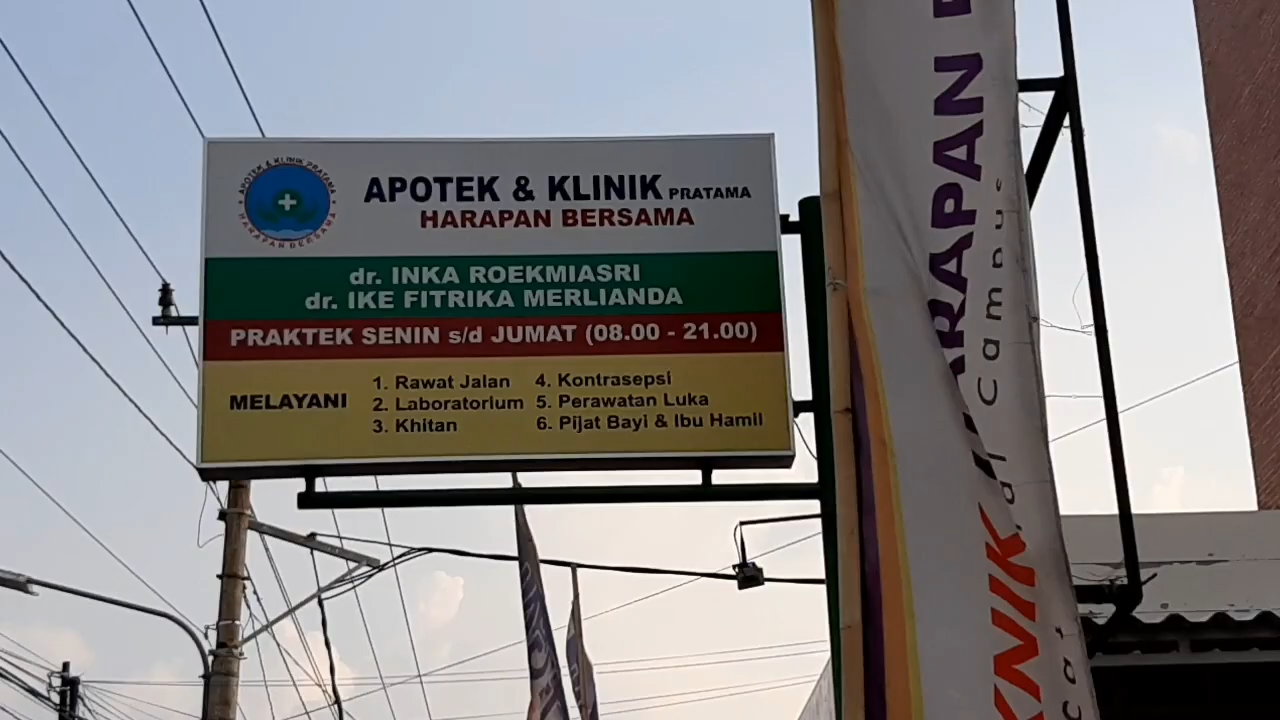 APOTEK & KLINIK PRATAMA
HARAPAN BERSAMA
APOTEK & KLINIK PRATAMA
HARAPAN BERSAMA
dr. INKA ROEKMIASRI
dr. IKE FITRIKA MERLIANDA
PRAKTEK SENIN s/d JUMAT (08.00 - 21.00)
MELAYANI
1. Rawat Jalan
2. Laboratorium
3. Khitan
4. Kontrasepsi
5. Perawatan Luka
6. Pijat Bayi & Ibu Hamil
Campus